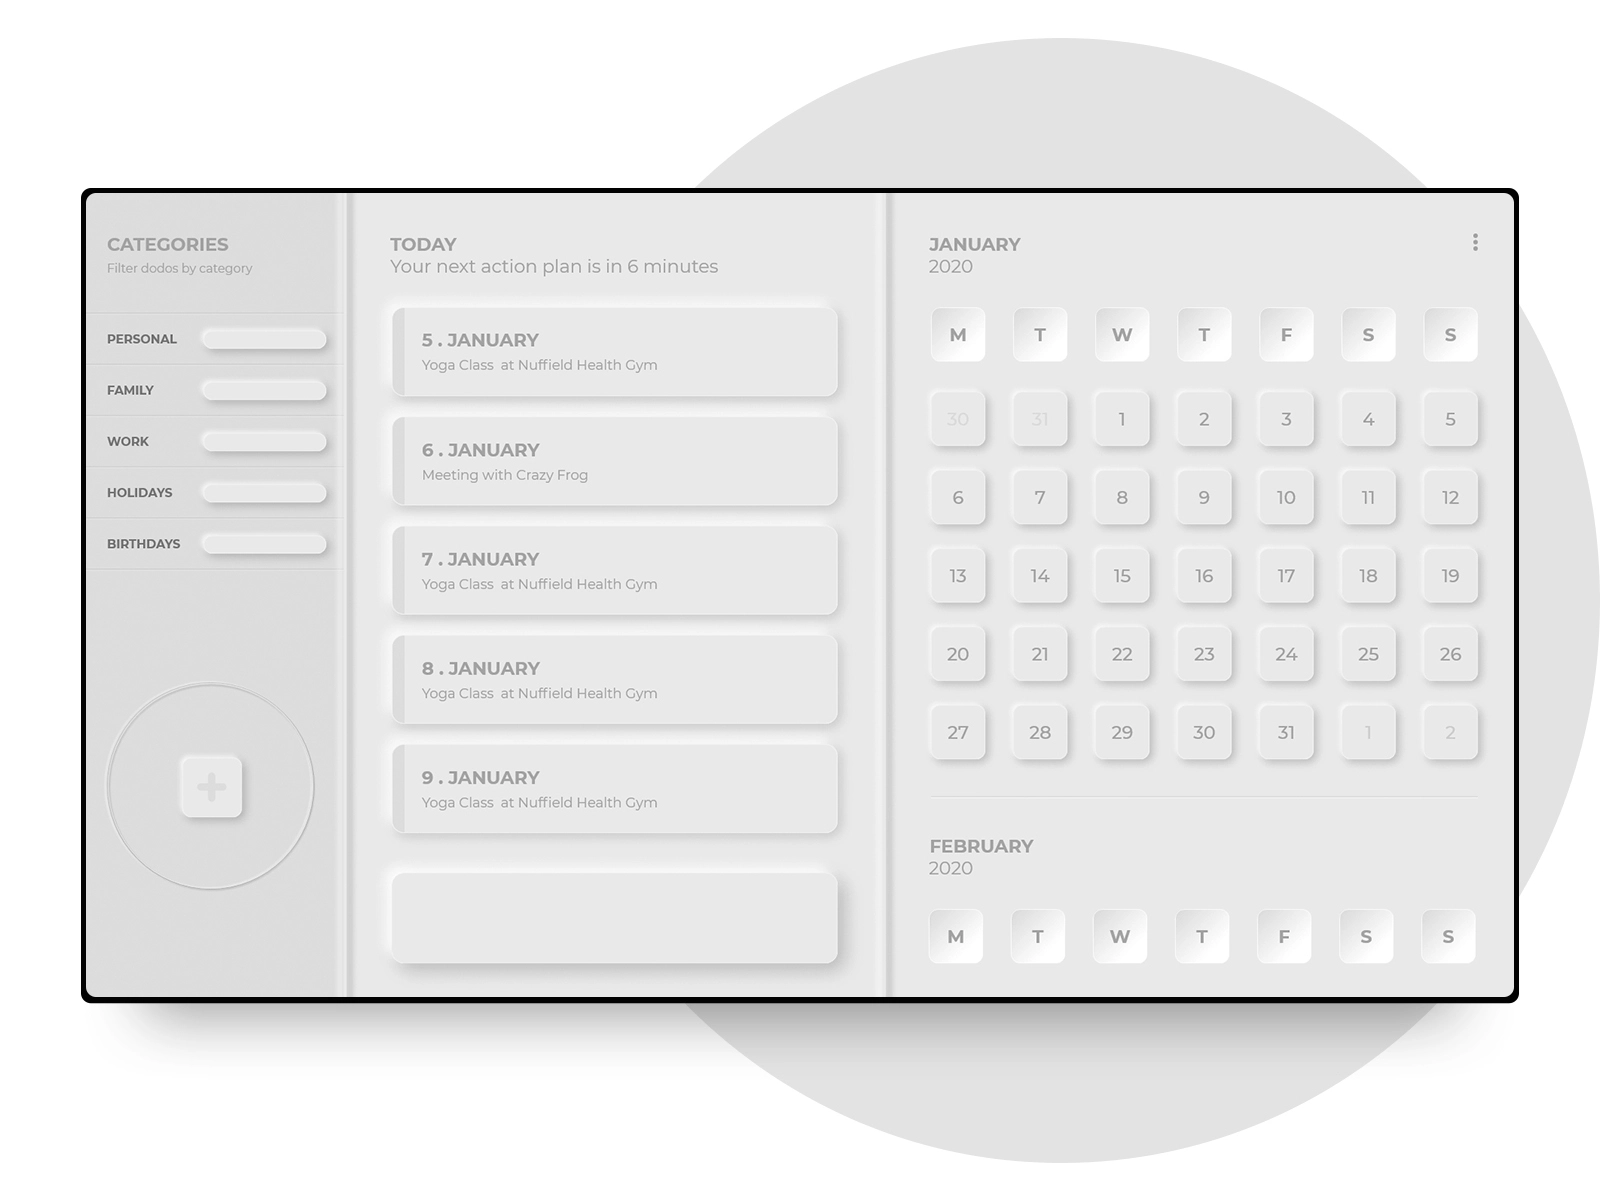 CATEGORIES
Filter dodos by category
PERSONAL
FAMILY
WORK
HOLIDAYS
BIRTHDAYS
TODAY
Your next action plan is in 6 minutes
5 . JANUARY
Yoga Class  at Nuffield Health Gym
6 . JANUARY
Meeting with Crazy Frog
7 . JANUARY
Yoga Class  at Nuffield Health Gym
8 . JANUARY
Yoga Class  at Nuffield Health Gym
9 . JANUARY
Yoga Class  at Nuffield Health Gym
JANUARY
2020
M T W T F S S
30 31 1 2 3 4 5
6 7 8 9 10 11 12
13 14 15 16 17 18 19
20 21 22 23 24 25 26
27 28 29 30 31 1 2
FEBRUARY
2020
M T W T F S S